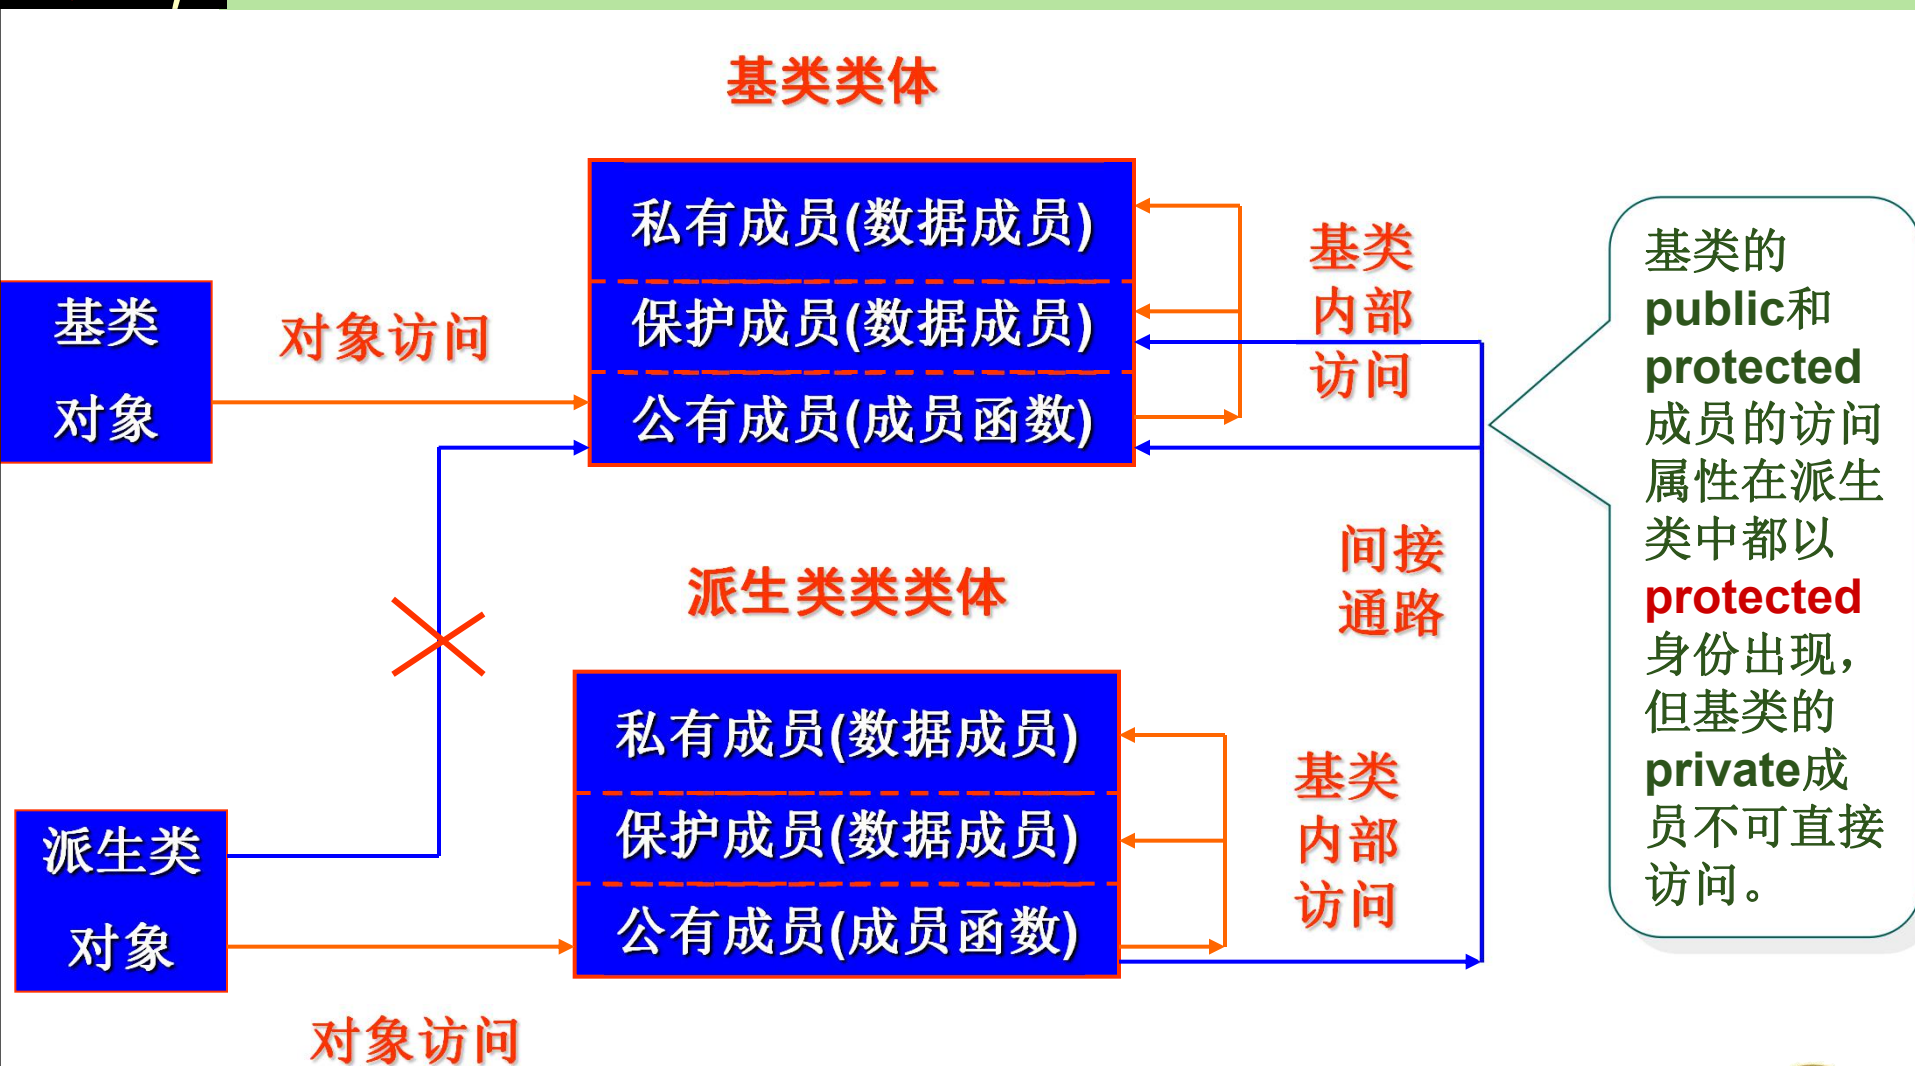 基类类体
私有成员(数据成员)
保护成员(数据成员)
公有成员(成员函数)
基类
对象
对象访问
基类
内部
访问
间接
通路
派生类类类体
私有成员(数据成员)
保护成员(数据成员)
公有成员(成员函数)
派生类
对象
对象访问
基类
内部
访问
基类的
public和
protected
成员的访问
属性在派生
类中都以
protected
身份出现，
但基类的
private成
员不可直接
访问。